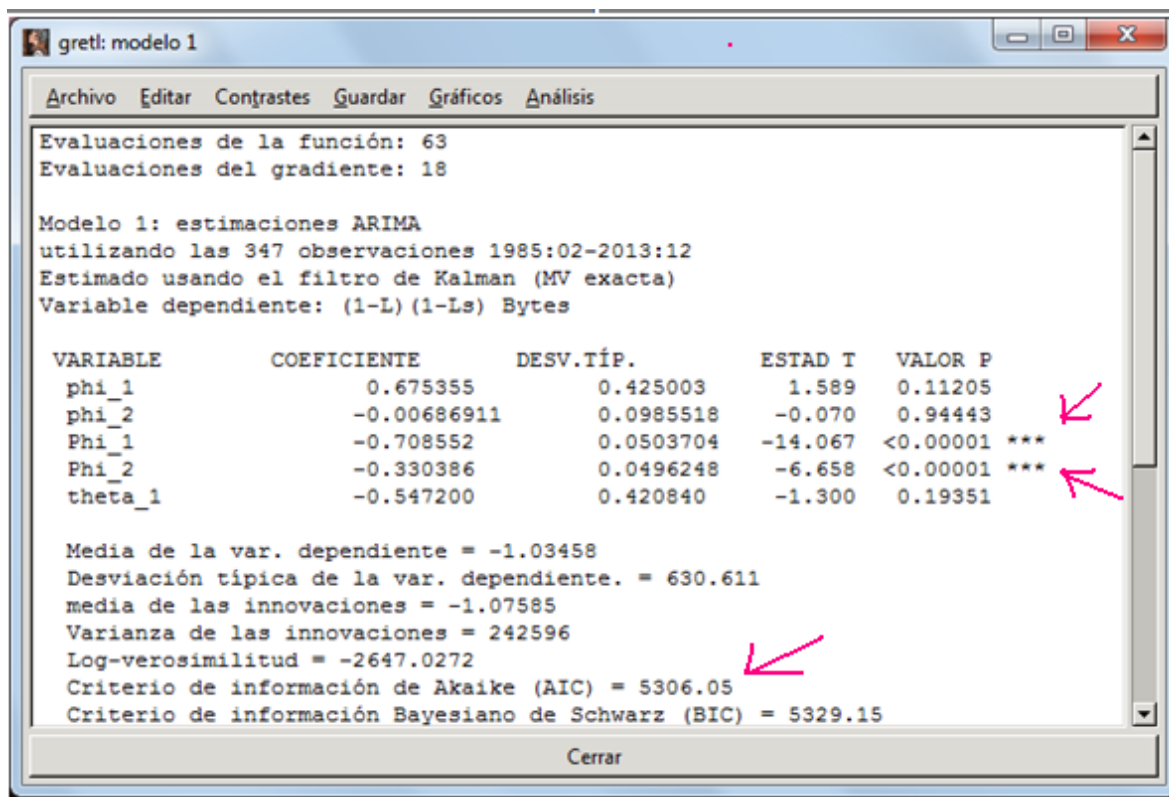 gretl: modelo 1
Archivo Editar Contrastes Guardar Gráficos Análisis
Evaluaciones de la función: 63
Evaluaciones del gradiente: 18
Modelo 1: estimaciones ARIMA
utilizando las 347 observaciones 1985:02-2013:12
Estimado usando el filtro de Kalman (MV exacta)
Variable dependiente: (1-L)(1-Ls) Bytes
VARIABLE COEFICIENTE DESV.TÍP. ESTAD T VALOR P
phi_1 0.675355 0.425003 1.589 0.11205
phi_2 -0.00686911 0.0985518 -0.070 0.94443
Phi_1 -0.708552 0.0503704 -14.067 <0.00001 ***
Phi_2 -0.330386 0.0496248 -6.658 <0.00001 ***
theta_1 -0.547200 0.420840 -1.300 0.19351
Media de la var. dependiente = -1.03458
Desviación típica de la var. dependiente. = 630.611
media de las innovaciones = -1.07585
Varianza de las innovaciones = 242596
Log-verosimilitud = -2647.0272
Criterio de información de Akaike (AIC) = 5306.05
Criterio de información Bayesiano de Schwarz (BIC) = 5329.15
Cerrar